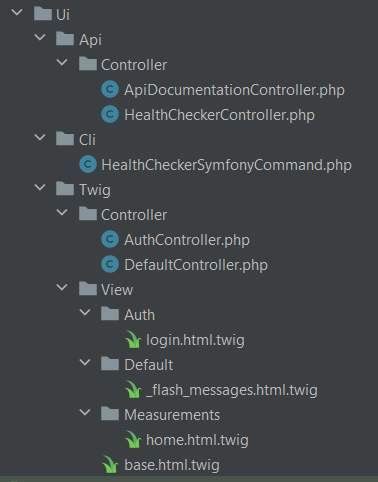 Ui
Api
Controller
ApiDocumentationController.php
HealthCheckerController.php
Cli
HealthCheckerSymfonyCommand.php
Twig
Controller
AuthController.php
DefaultController.php
View
Auth
login.html.twig
Default
_flash_messages.html.twig
Measurements
home.html.twig
base.html.twig